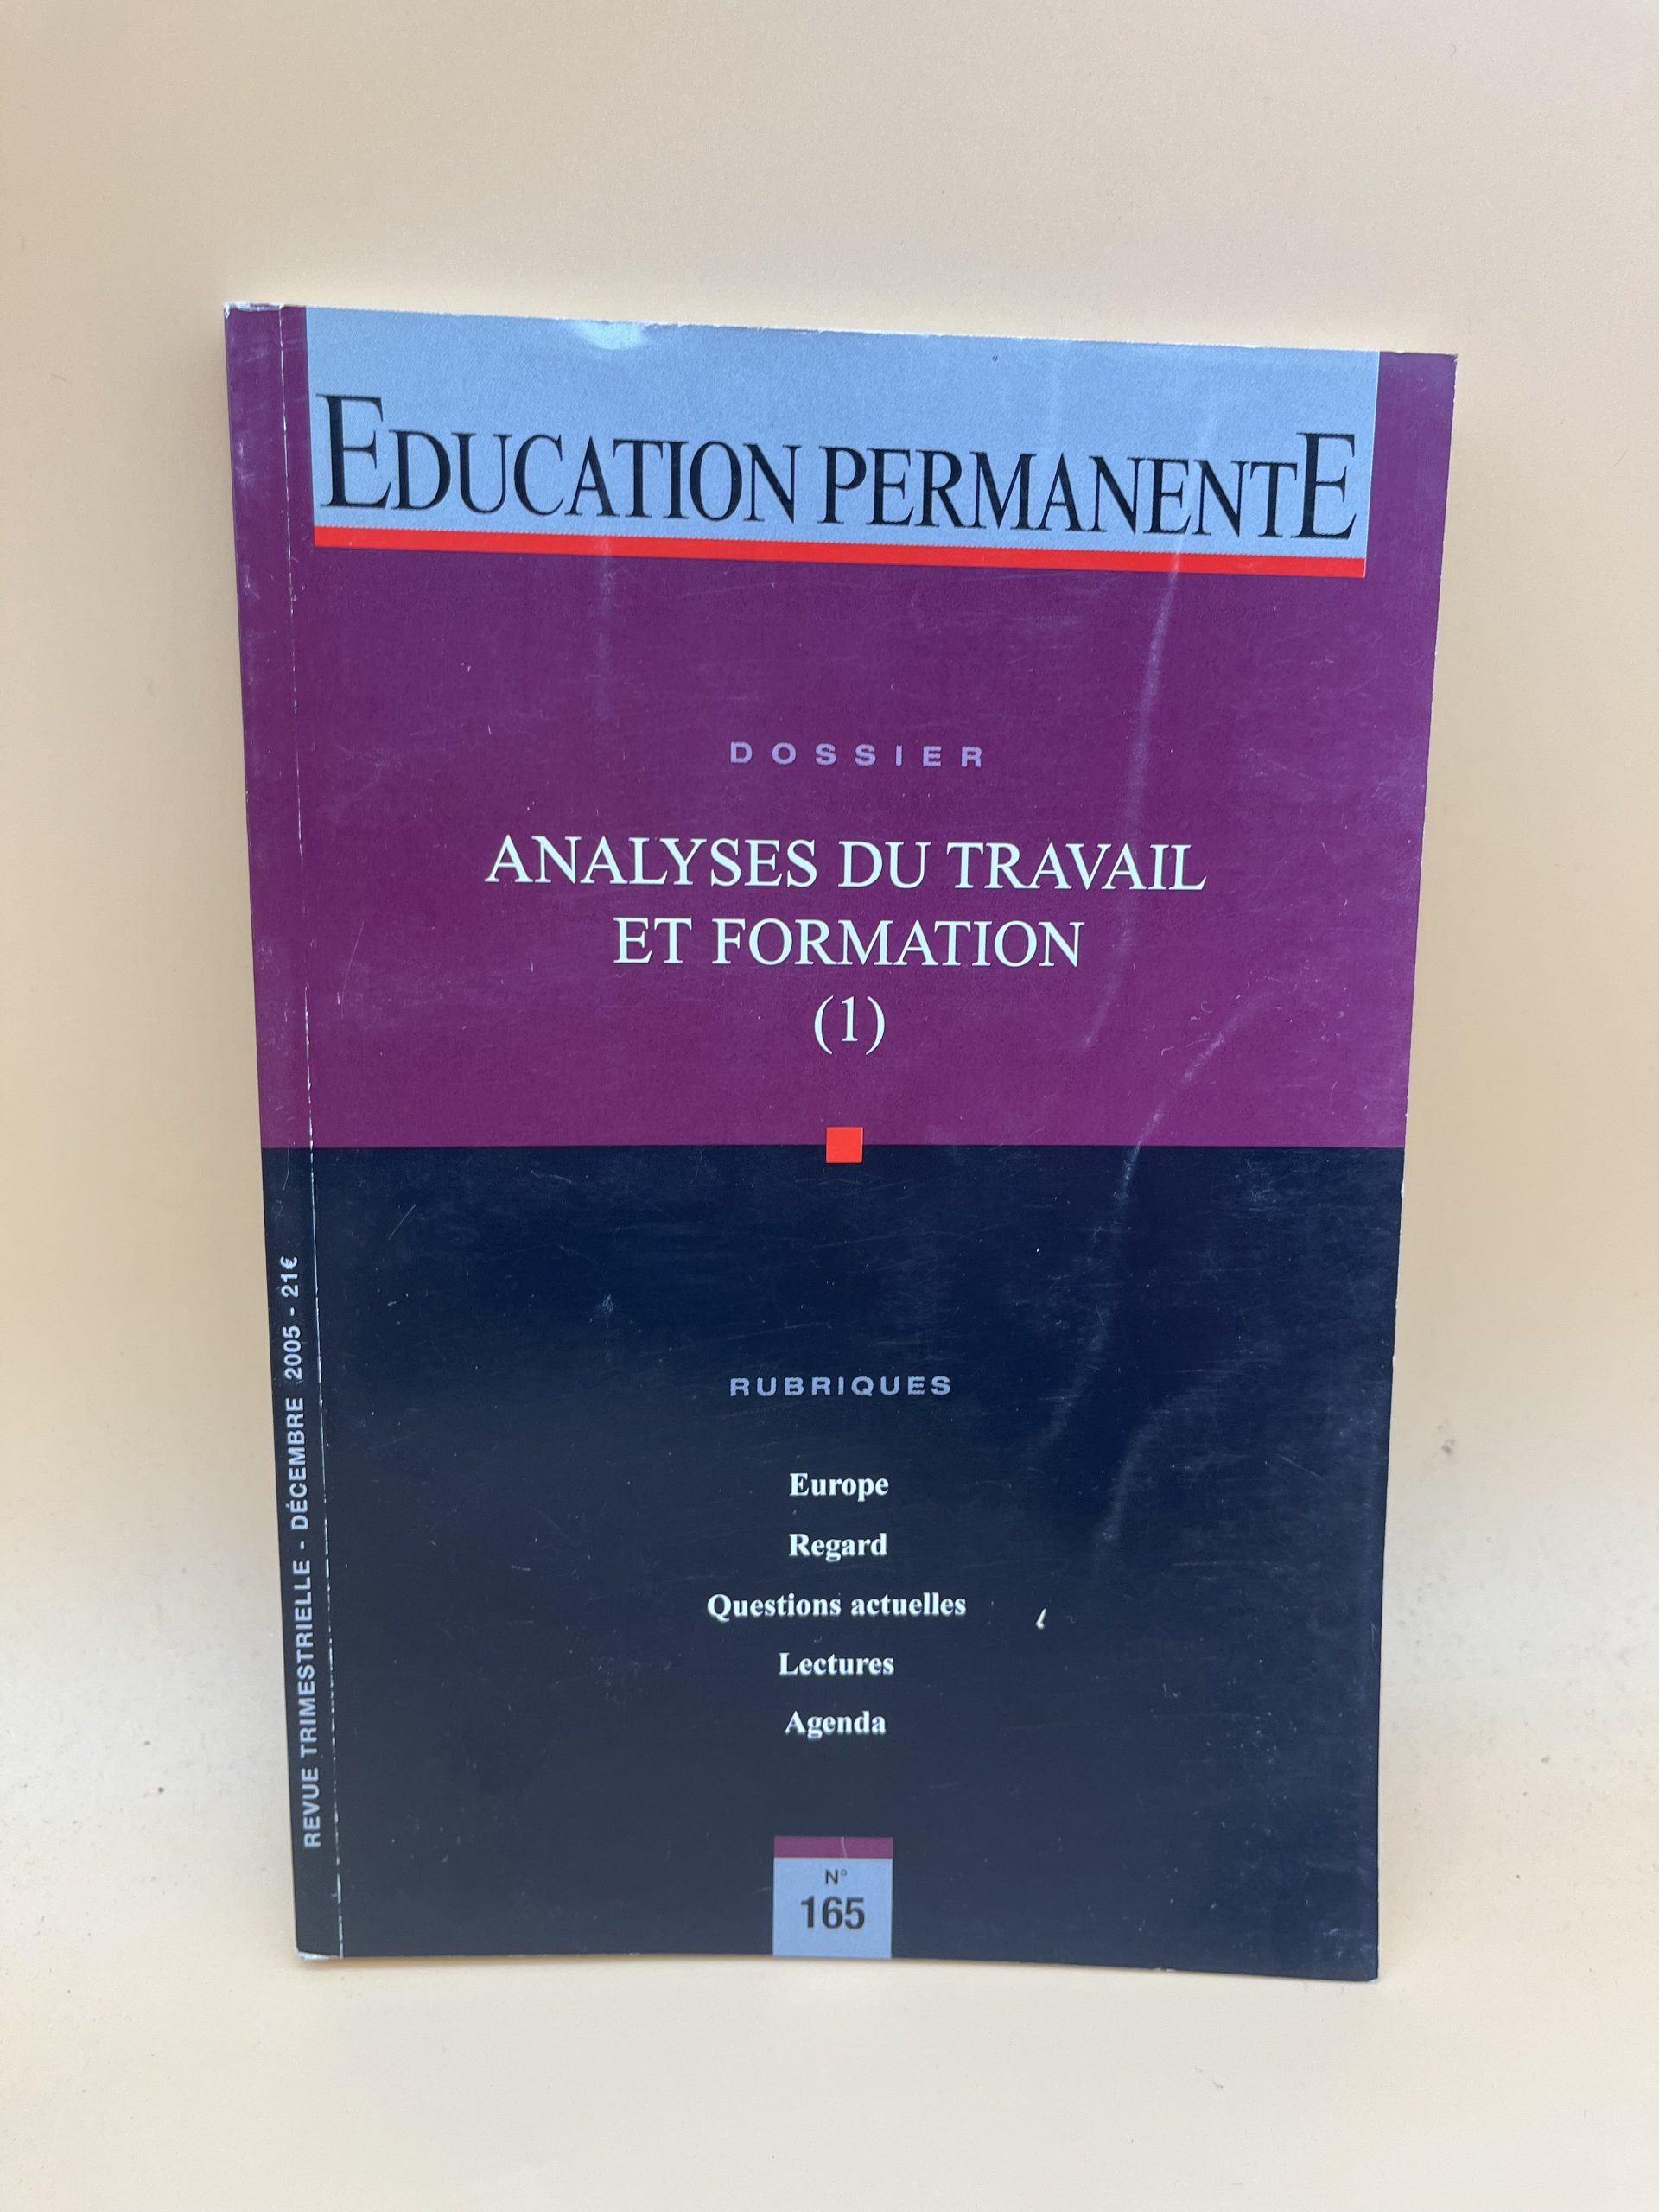 EDUCATION PERMANENTE
DOSSIER
ANALYSES DU TRAVAIL
ET FORMATION
(1)
RUBRIQUES
Europe
Regard
Questions actuelles
Lectures
Agenda
N°
165
REVUE TRIMESTRIELLE - DÉCEMBRE 2005 - 21€